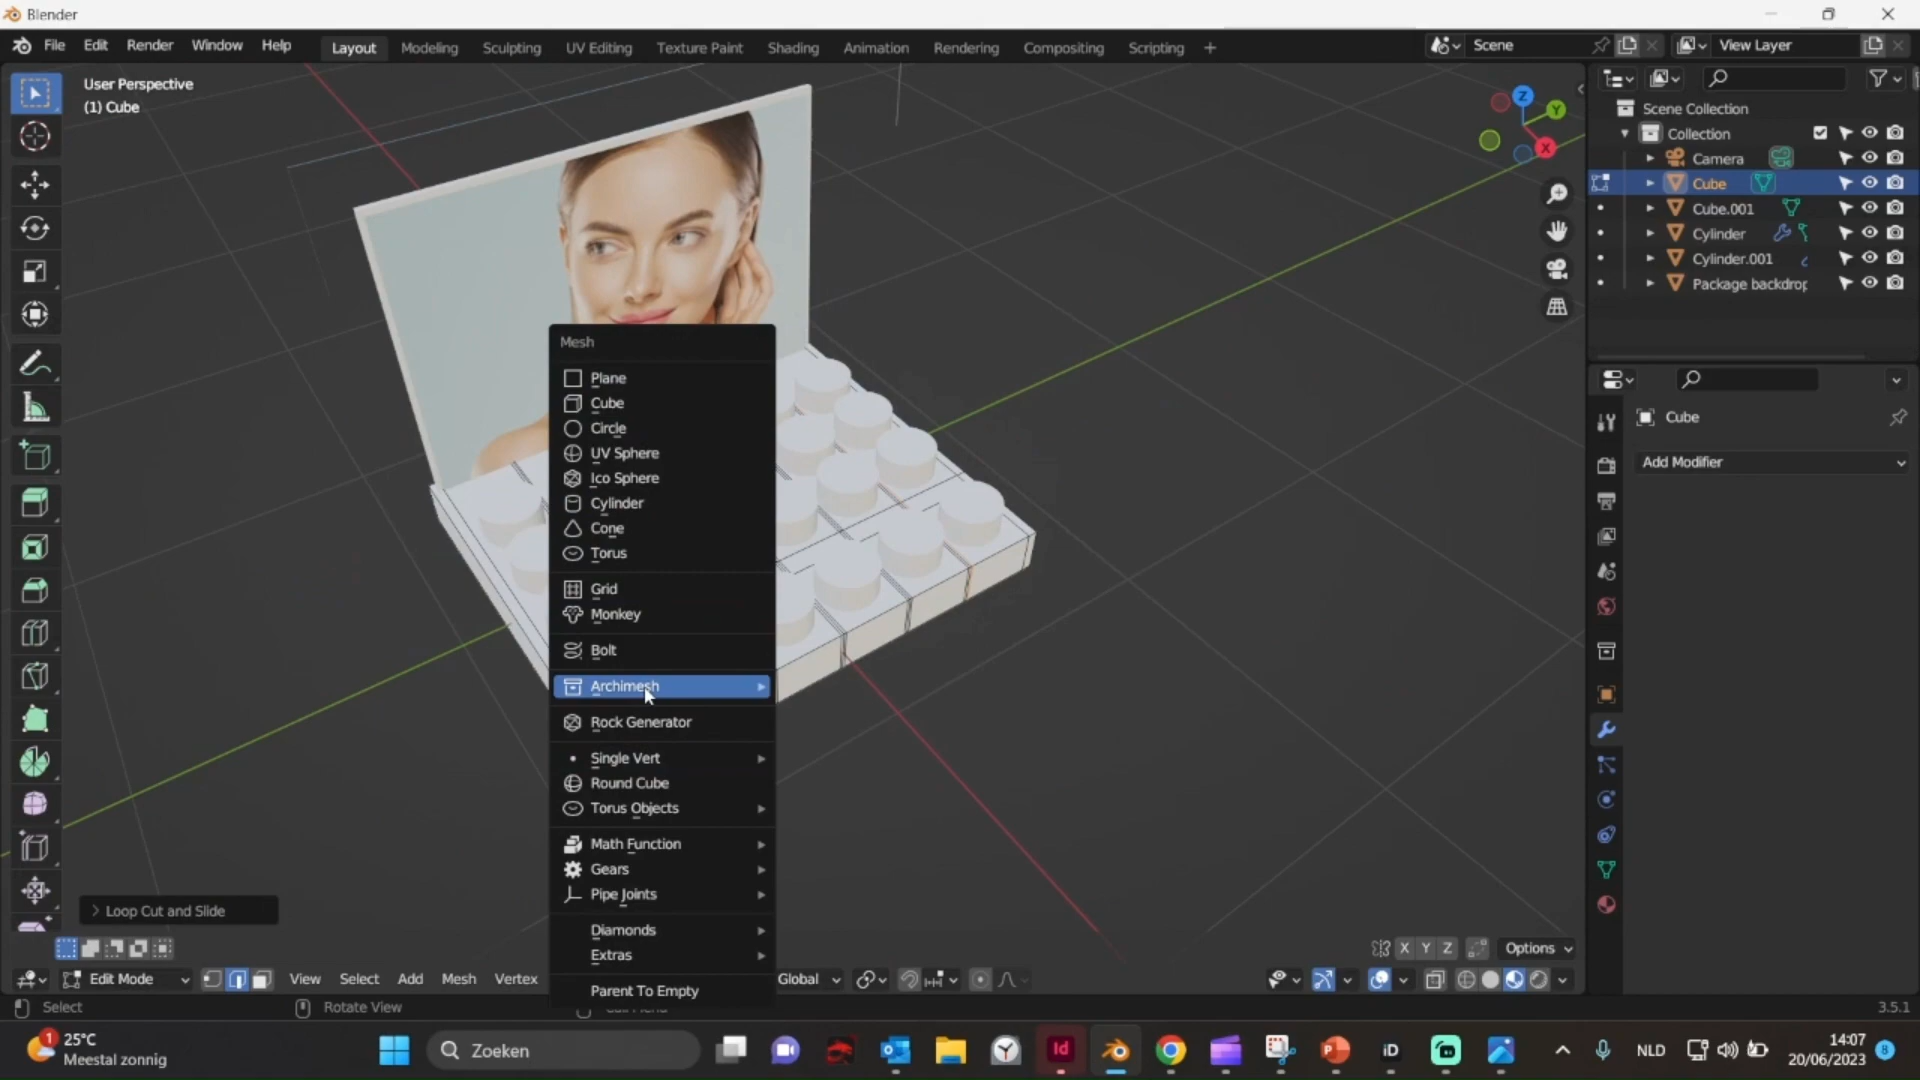 Blender
File Edit Render Window Help Layout Modeling Sculpting UV Editing Texture Paint Shading Animation Rendering Compositing Scripting + Scene View Layer
User Perspective
(1) Cube
Z
Y
X
Scene Collection
Collection
Camera
Cube
Cube.001
Cylinder
Cylinder.001
Package backdrop
Cube
Add Modifier
Mesh
Plane
Cube
Circle
UV Sphere
Ico Sphere
Cylinder
Cone
Torus
Grid
Monkey
Bolt
Archimesh
Rock Generator
Single Vert
Round Cube
Torus Objects
Math Function
Gears
Pipe Joints
Diamonds
Extras
Parent To Empty
Loop Cut and Slide
X Y Z Options
Edit Mode View Select Add Mesh Vertex Global
Select Rotate View 3.5.1
1 25°C
Meestal zonnig
Zoeken
Id
P
iD
NLD
14:07
20/06/2023
8